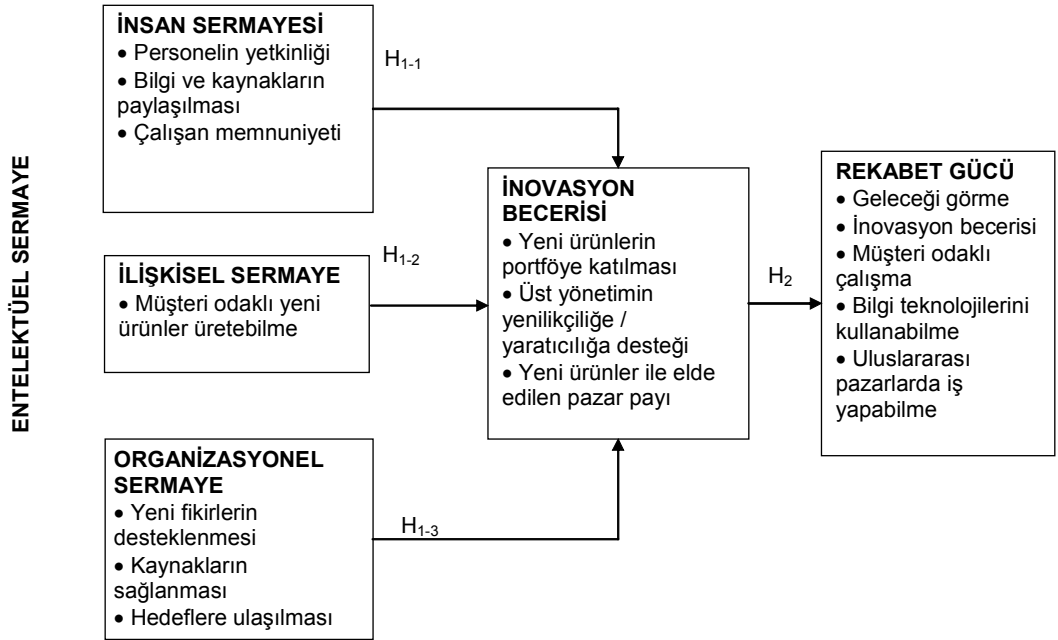 ENTELEKTÜEL SERMAYE
İNSAN SERMAYESİ
• Personelin yetkinliği
• Bilgi ve kaynakların
paylaşılması
• Çalışan memnuniyeti
H1-1
İLİŞKİSEL SERMAYE
• Müşteri odaklı yeni
ürünler üretebilme
H1-2
ORGANİZASYONEL
SERMAYE
• Yeni fikirlerin
desteklenmesi
• Kaynakların
sağlanması
• Hedeflere ulaşılması
H1-3
İNOVASYON
BECERİSİ
• Yeni ürünlerin
portföye katılması
• Üst yönetimin
yenilikçiliğe /
yaratıcılığa desteği
• Yeni ürünler ile elde
edilen pazar payı
H2
REKABET GÜCÜ
• Geleceği görme
• İnovasyon becerisi
• Müşteri odaklı
çalışma
• Bilgi teknolojilerini
kullanabilme
• Uluslararası
pazarlarda iş
yapabilme